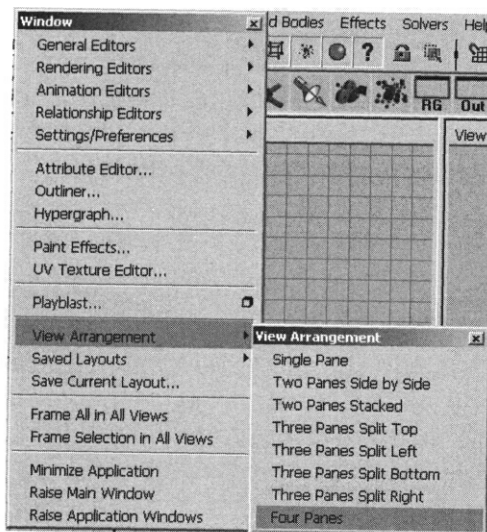 Window
General Editors
Rendering Editors
Animation Editors
Relationship Editors
Settings/Preferences
Attribute Editor...
Outliner...
Hypergraph...
Paint Effects...
UV Texture Editor...
Playblast...
View Arrangement
Saved Layouts
Save Current Layout...
Frame All in All Views
Frame Selection in All Views
Minimize Application
Raise Main Window
Raise Application Windows
d Bodies Effects Solvers Help
?
RG Out
View
View Arrangement
Single Pane
Two Panes Side by Side
Two Panes Stacked
Three Panes Split Top
Three Panes Split Left
Three Panes Split Bottom
Three Panes Split Right
Four Panes